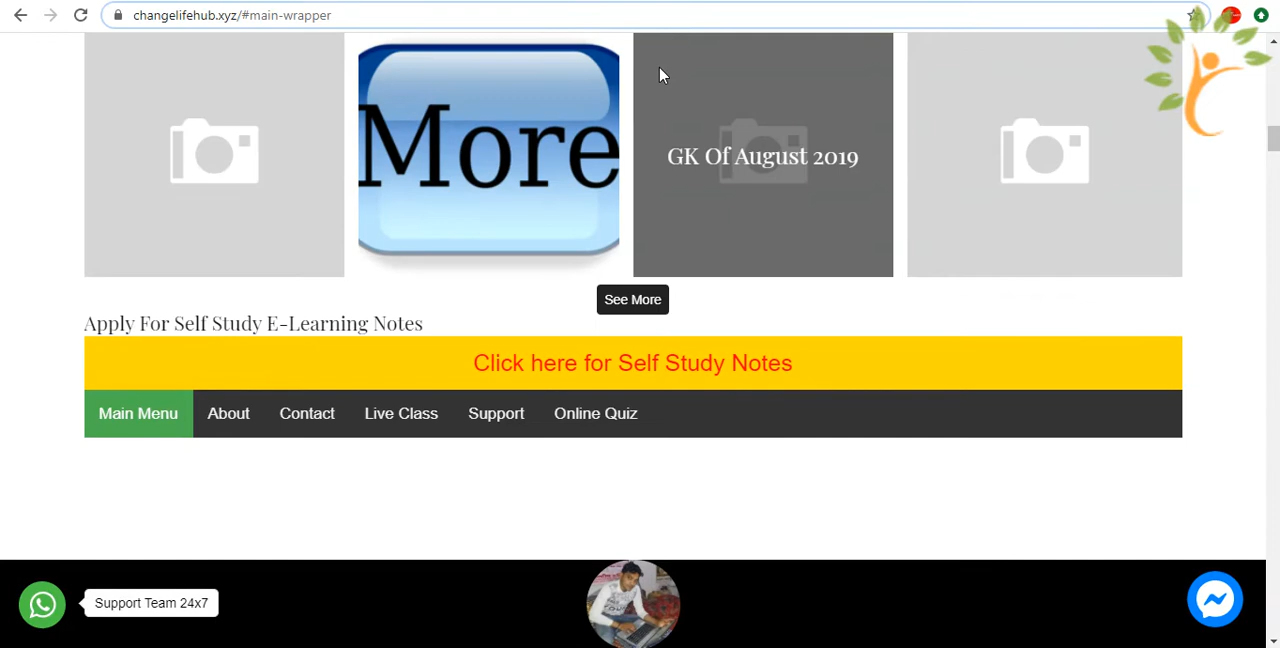 changelifehub.xyz/#main-wrapper
More
GK Of August 2019
See More
Apply For Self Study E-Learning Notes
Click here for Self Study Notes
Main Menu About Contact Live Class Support Online Quiz
Support Team 24x7